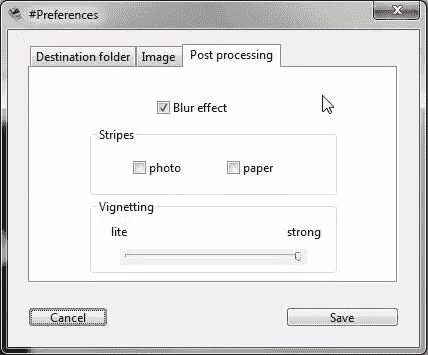 #Preferences
Destination folder Image Post processing
Blur effect
Stripes
photo paper
Vignetting
lite strong
Cancel Save